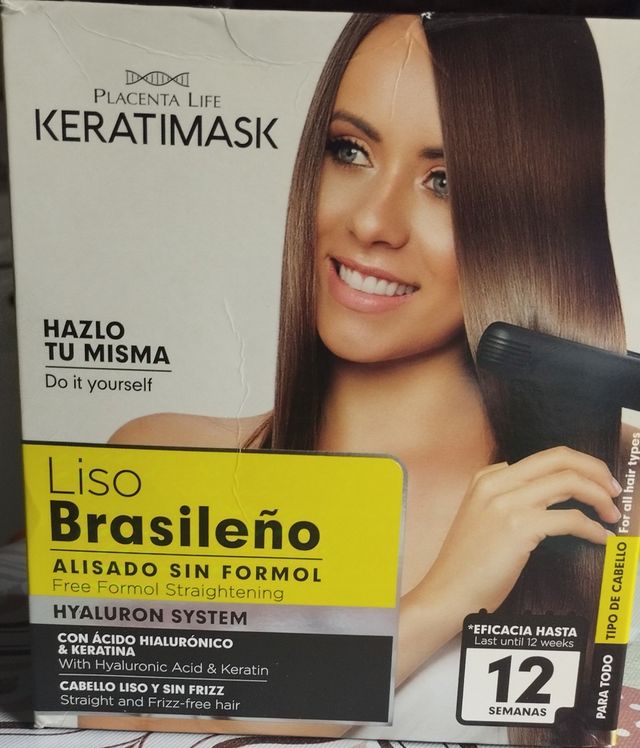 PLACENTA LIFE
KERATIMASK
HAZLO
TU MISMA
Do it yourself
Liso
Brasileño
ALISADO SIN FORMOL
Free Formol Straightening
HYALURON SYSTEM
CON ÁCIDO HIALURÓNICO
& KERATINA
With Hyaluronic Acid & Keratin
CABELLO LISO Y SIN FRIZZ
Straight and Frizz-free hair
*EFICACIA HASTA
Last until 12 weeks
12
SEMANAS
PARA TODO TIPO DE CABELLO For all hair types